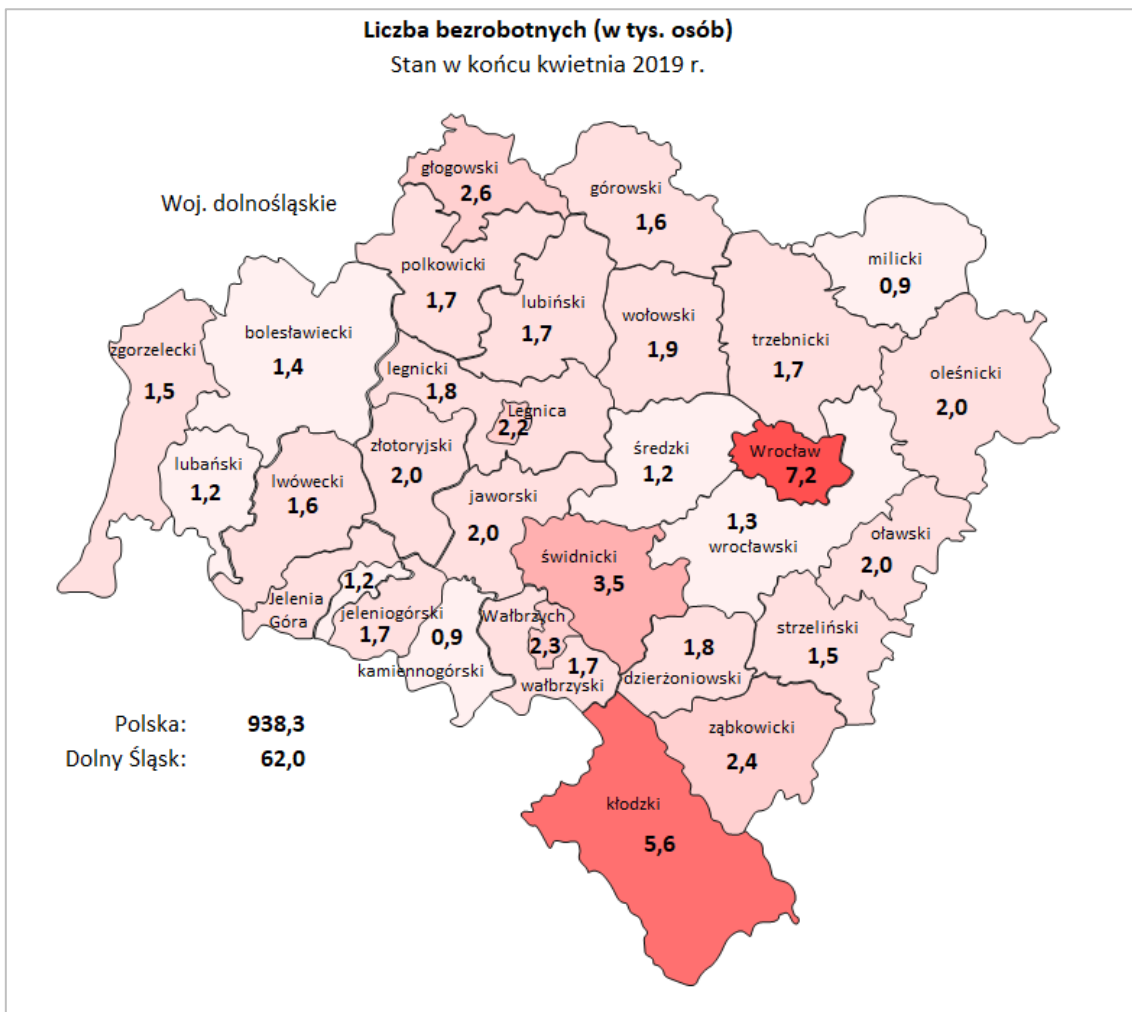 Liczba bezrobotnych (w tys. osób)
Stan w końcu kwietnia 2019 r.
Woj. dolnośląskie
głogowski
2,6
górowski
1,6
milicki
0,9
polkowicki
1,7
lubiński
1,7
wołowski
1,9
trzebnicki
1,7
oleśnicki
2,0
zgorzelecki
1,5
bolesławiecki
1,4
legnicki
1,8
Legnica
2,2
złotoryjski
2,0
średzki
1,2
Wrocław
7,2
lubański
1,2
lwówecki
1,6
jaworski
2,0
1,3
wrocławski
oławski
2,0
świdnicki
3,5
Jelenia
Góra
1,2
jeleniogórski
1,7
0,9
kamiennogórski
Wałbrzych
2,3
1,7
wałbrzyski
1,8
dzierżoniowski
strzeliński
1,5
ząbkowicki
2,4
kłodzki
5,6
Polska: 938,3
Dolny Śląsk: 62,0